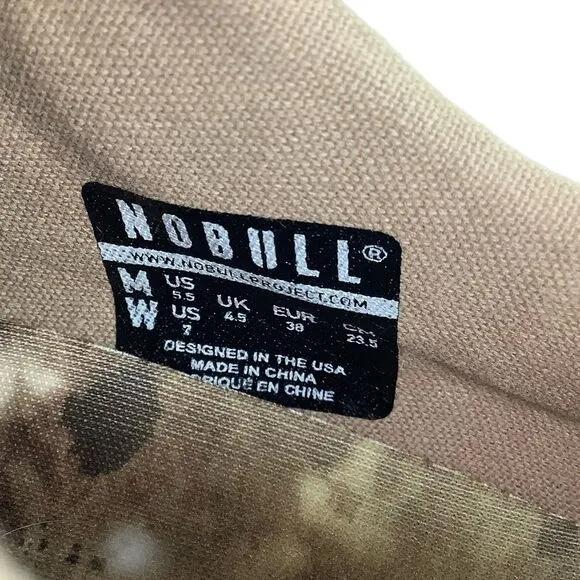 NOBULL®
WWW.NOBULLPROJECT.COM
M US 5.5 UK 4.5 EUR 38 CM 23.5
W US 7
DESIGNED IN THE USA
MADE IN CHINA
EN CHINE